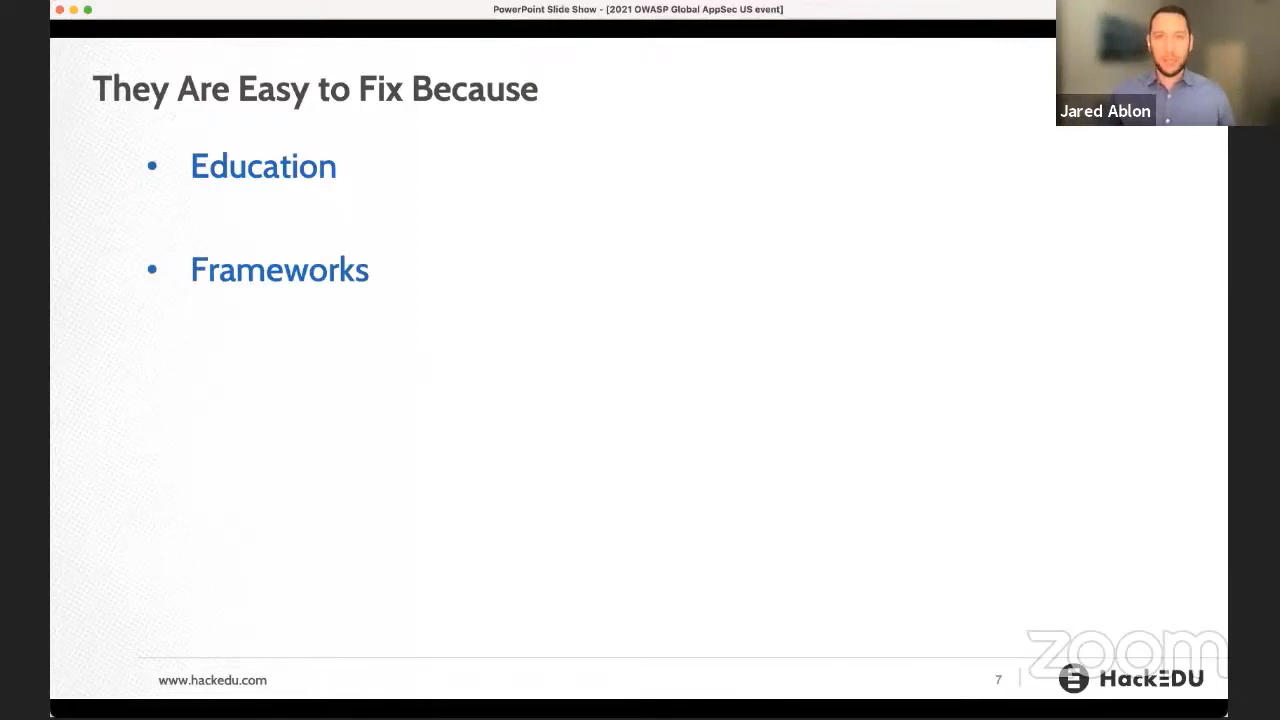 PowerPoint Slide Show - [2021 OWASP Global AppSec US event]
Jared Ablon
They Are Easy to Fix Because
• Education
• Frameworks
zoom
www.hackedu.com
7
HackEDU